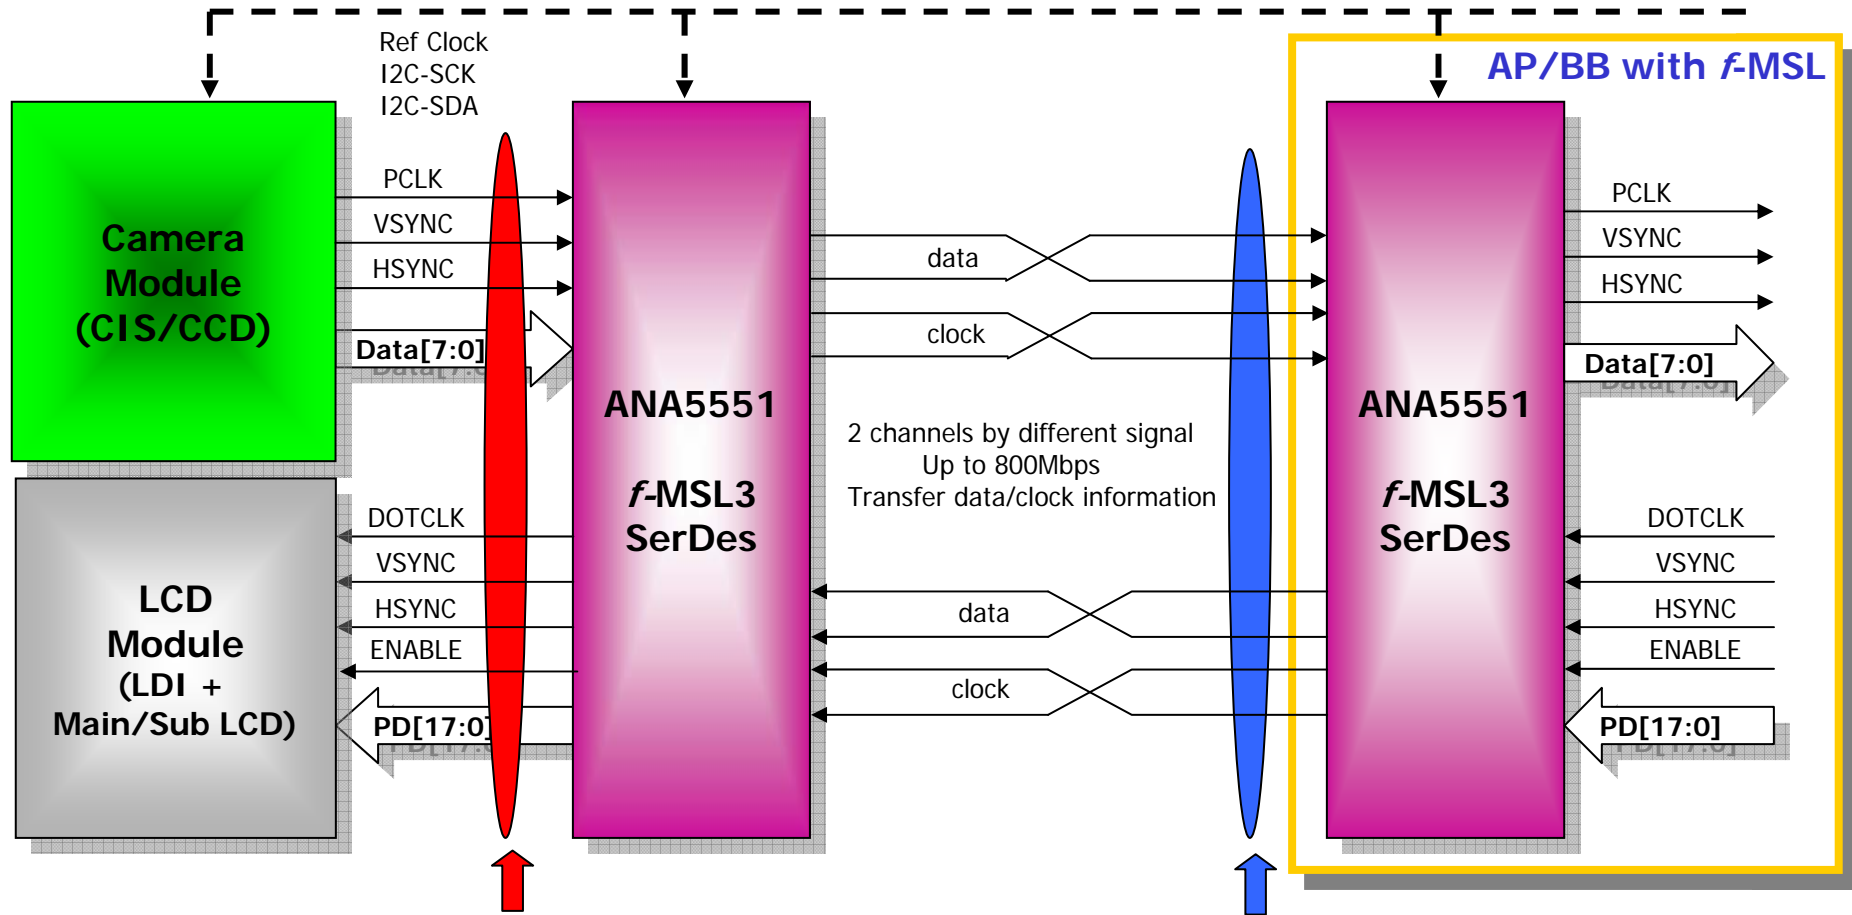 Ref Clock
I2C-SCK
I2C-SDA
AP/BB with f-MSL
Camera
Module
(CIS/CCD)
PCLK
VSYNC
HSYNC
Data[7:0]
LCD
Module
(LDI +
Main/Sub LCD)
DOTCLK
VSYNC
HSYNC
ENABLE
PD[17:0]
ANA5551
f-MSL3
SerDes
data
clock
2 channels by different signal
Up to 800Mbps
Transfer data/clock information
data
clock
ANA5551
f-MSL3
SerDes
PCLK
VSYNC
HSYNC
Data[7:0]
DOTCLK
VSYNC
HSYNC
ENABLE
PD[17:0]